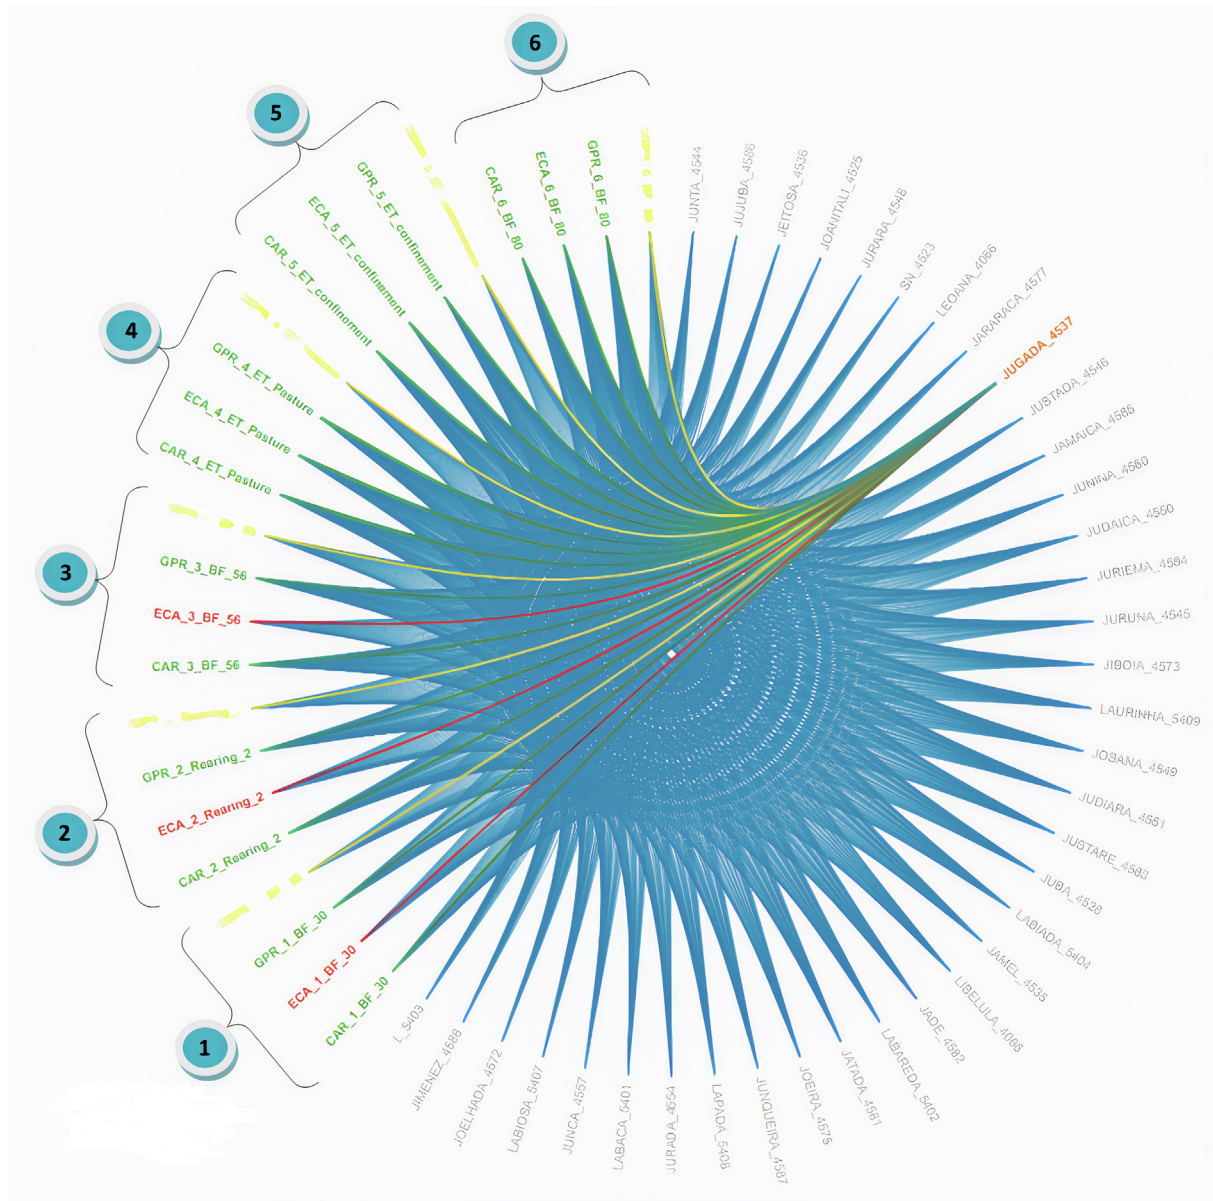 6
5
4
3
2
1
CAR_1_BF_30
ECA_1_BF_30
GPR_1_BF_30
CAR_2_Rearing_2
ECA_2_Rearing_2
GPR_2_Rearing_2
CAR_3_BF_56
ECA_3_BF_56
GPR_3_BF_56
CAR_4_ET_Pasture
ECA_4_ET_Pasture
GPR_4_ET_Pasture
CAR_5_ET_confinement
ECA_5_ET_confinement
GPR_5_ET_confinement
CAR_6_BF_80
ECA_6_BF_80
GPR_6_BF_80
JUNTA_4544
JUJUBA_4586
JEITOSA_4536
JOANITALI_4525
JURARA_4548
SN_4523
LEOANA_4066
JARARACA_4577
JUGADA_4537
JUSTADA_4546
JAMAICA_4585
JUNINA_4560
JUDAICA_4550
JURIEMA_4584
JURUNA_4545
JIBOIA_4573
LAURINHA_5409
JOSANA_4549
JUDIARA_4551
JUSTARE_4583
JUBA_4528
LABIADA_5404
JAMEL_4535
LIBELULA_4065
JADE_4582
LABAREDA_5402
JATADA_4581
JOEIRA_4575
JUNQUEIRA_4587
LAPADA_5408
JURADA_4554
LABACA_5401
JUNCA_4557
LABIOSA_5407
JOELHADA_4572
JIMENEZ_4588
L_5403